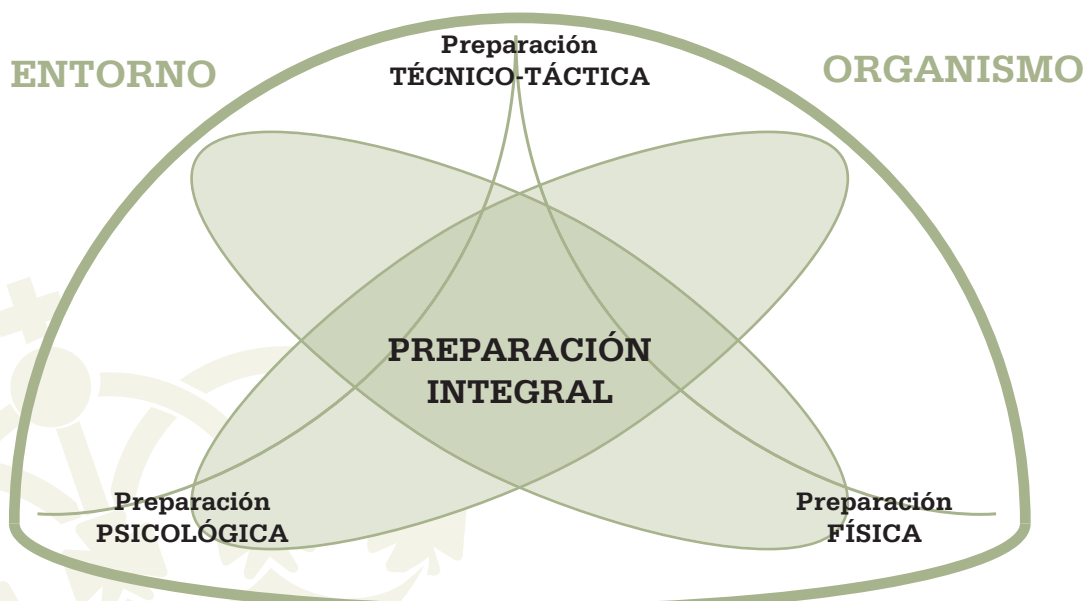 Preparación
TÉCNICO-TÁCTICA
ENTORNO
ORGANISMO
PREPARACIÓN
INTEGRAL
Preparación
PSICOLÓGICA
Preparación
FÍSICA